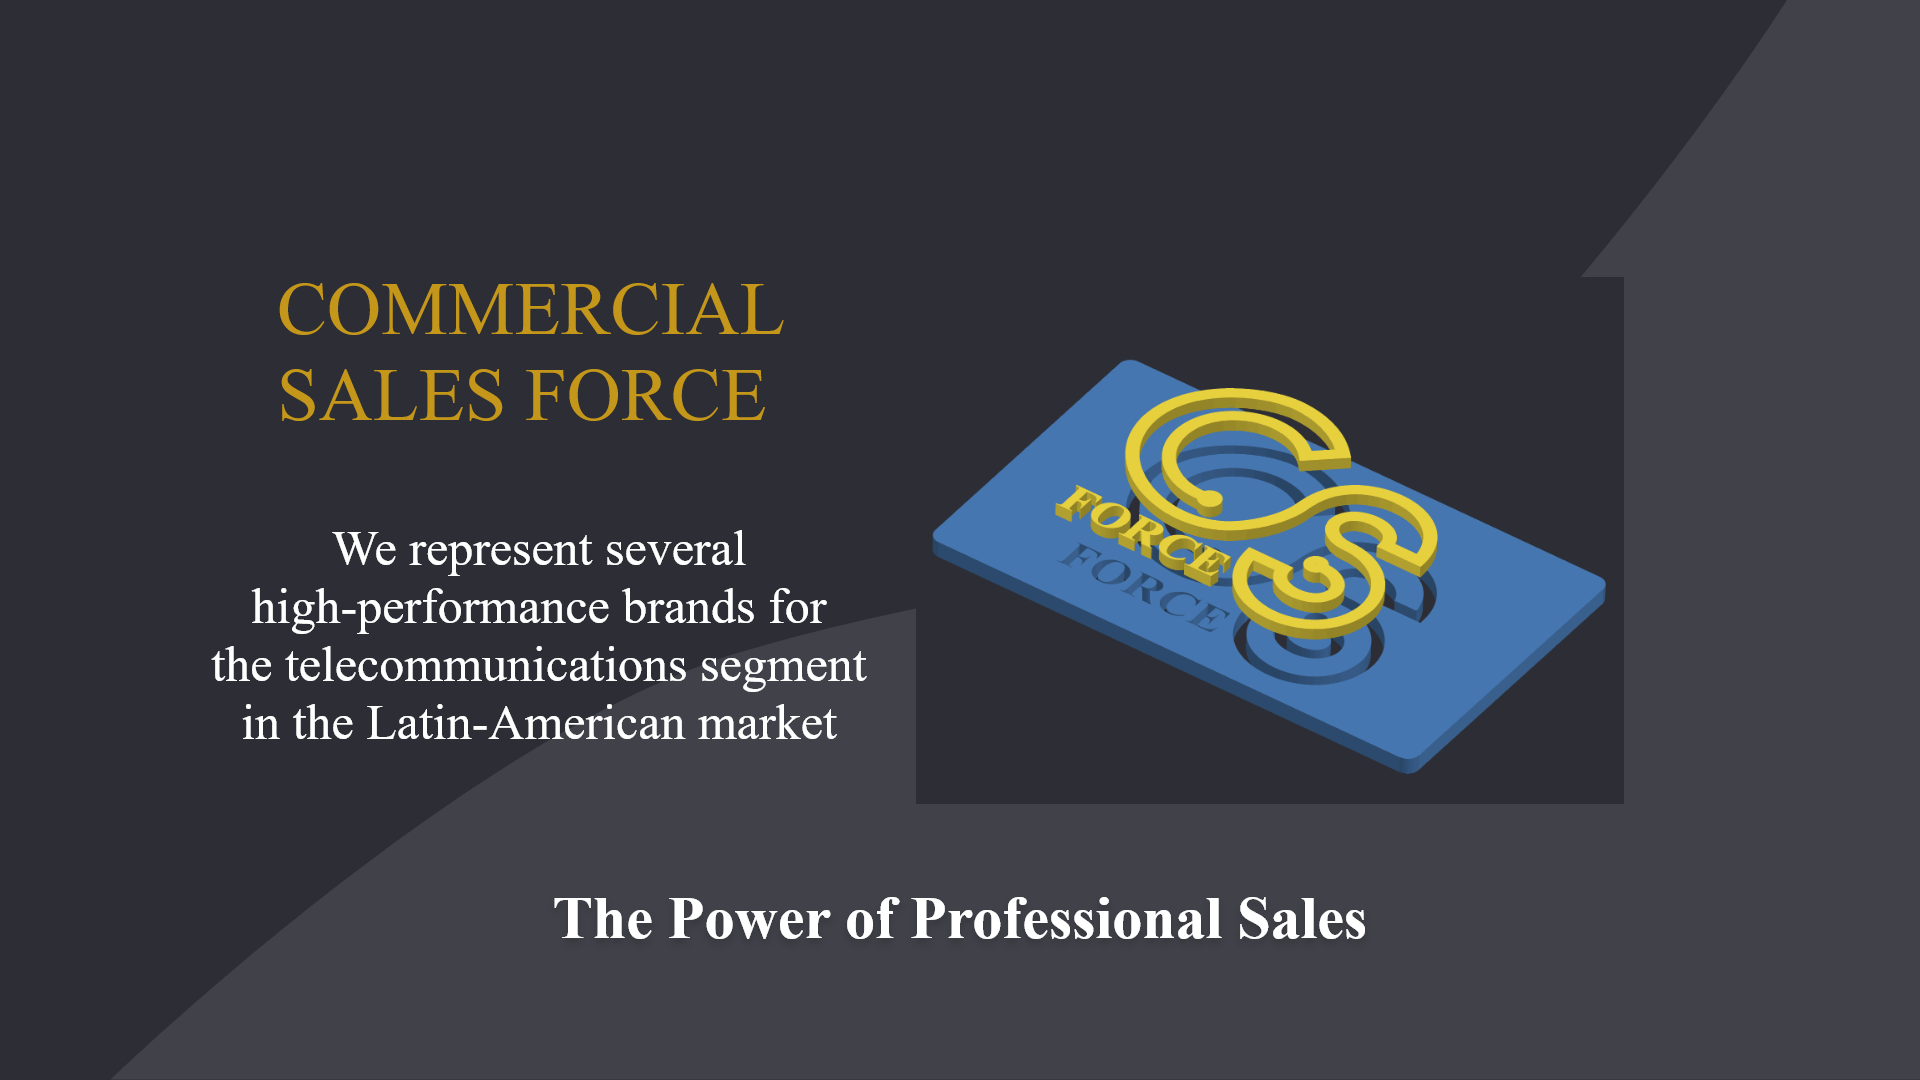 COMMERCIAL
SALES FORCE
We represent several
high-performance brands for
the telecommunications segment
in the Latin-American market
CS
FORCE
FORCE
The Power of Professional Sales